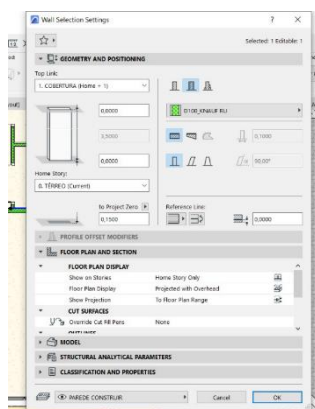 Wall Selection Settings
? ×
Selected: 1 Editable: 1
GEOMETRY AND POSITIONING
Top Link:
1. COBERTURA (Home + 1)
0,8000
D100_KNAUF RU
3,5000
0,1000
0,0000
90,00°
Home Story:
0. TÉRREO (Current)
to Project Zero
Reference Line:
0,1500
0,0000
PROFILE OFFSET MODIFIERS
FLOOR PLAN AND SECTION
FLOOR PLAN DISPLAY
Show on Stories Home Story Only
Floor Plan Display Projected with Overhead
Show Projection To Floor Plan Range
CUT SURFACES
Override Cut Fill Pens None
OUTLINES
MODEL
STRUCTURAL ANALYTICAL PARAMETERS
CLASSIFICATION AND PROPERTIES
PAREDE CONSTRUIR
Cancel
OK